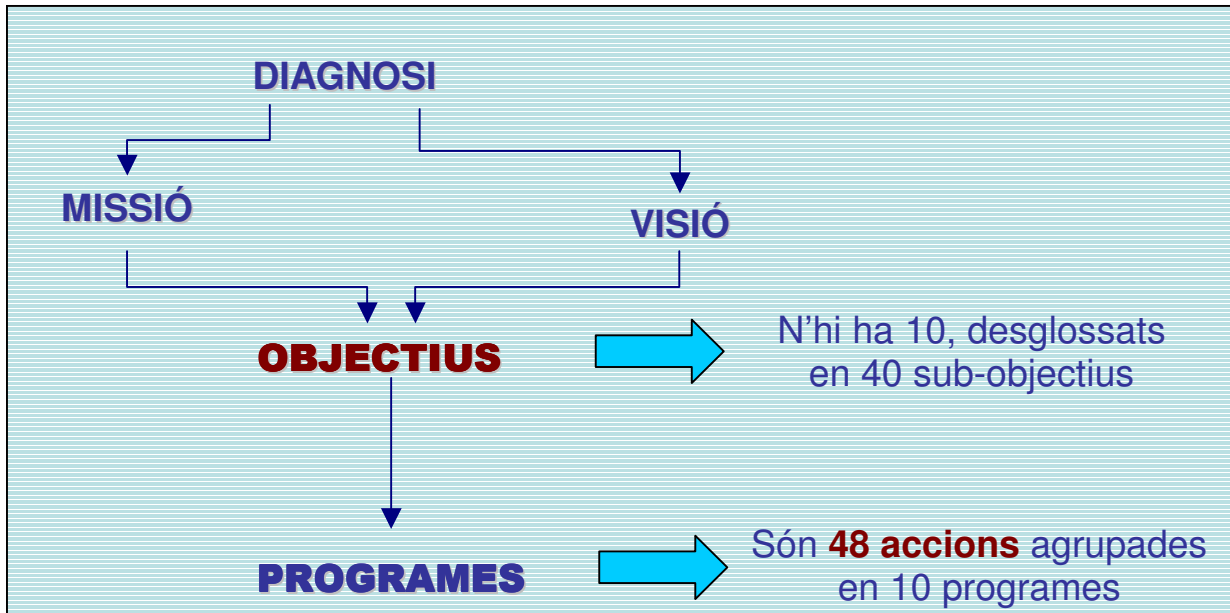 DIAGNOSI
MISSIÓ
VISIÓ
OBJECTIUS
N’hi ha 10, desglossats
en 40 sub-objectius
PROGRAMES
Són 48 accions agrupades
en 10 programes